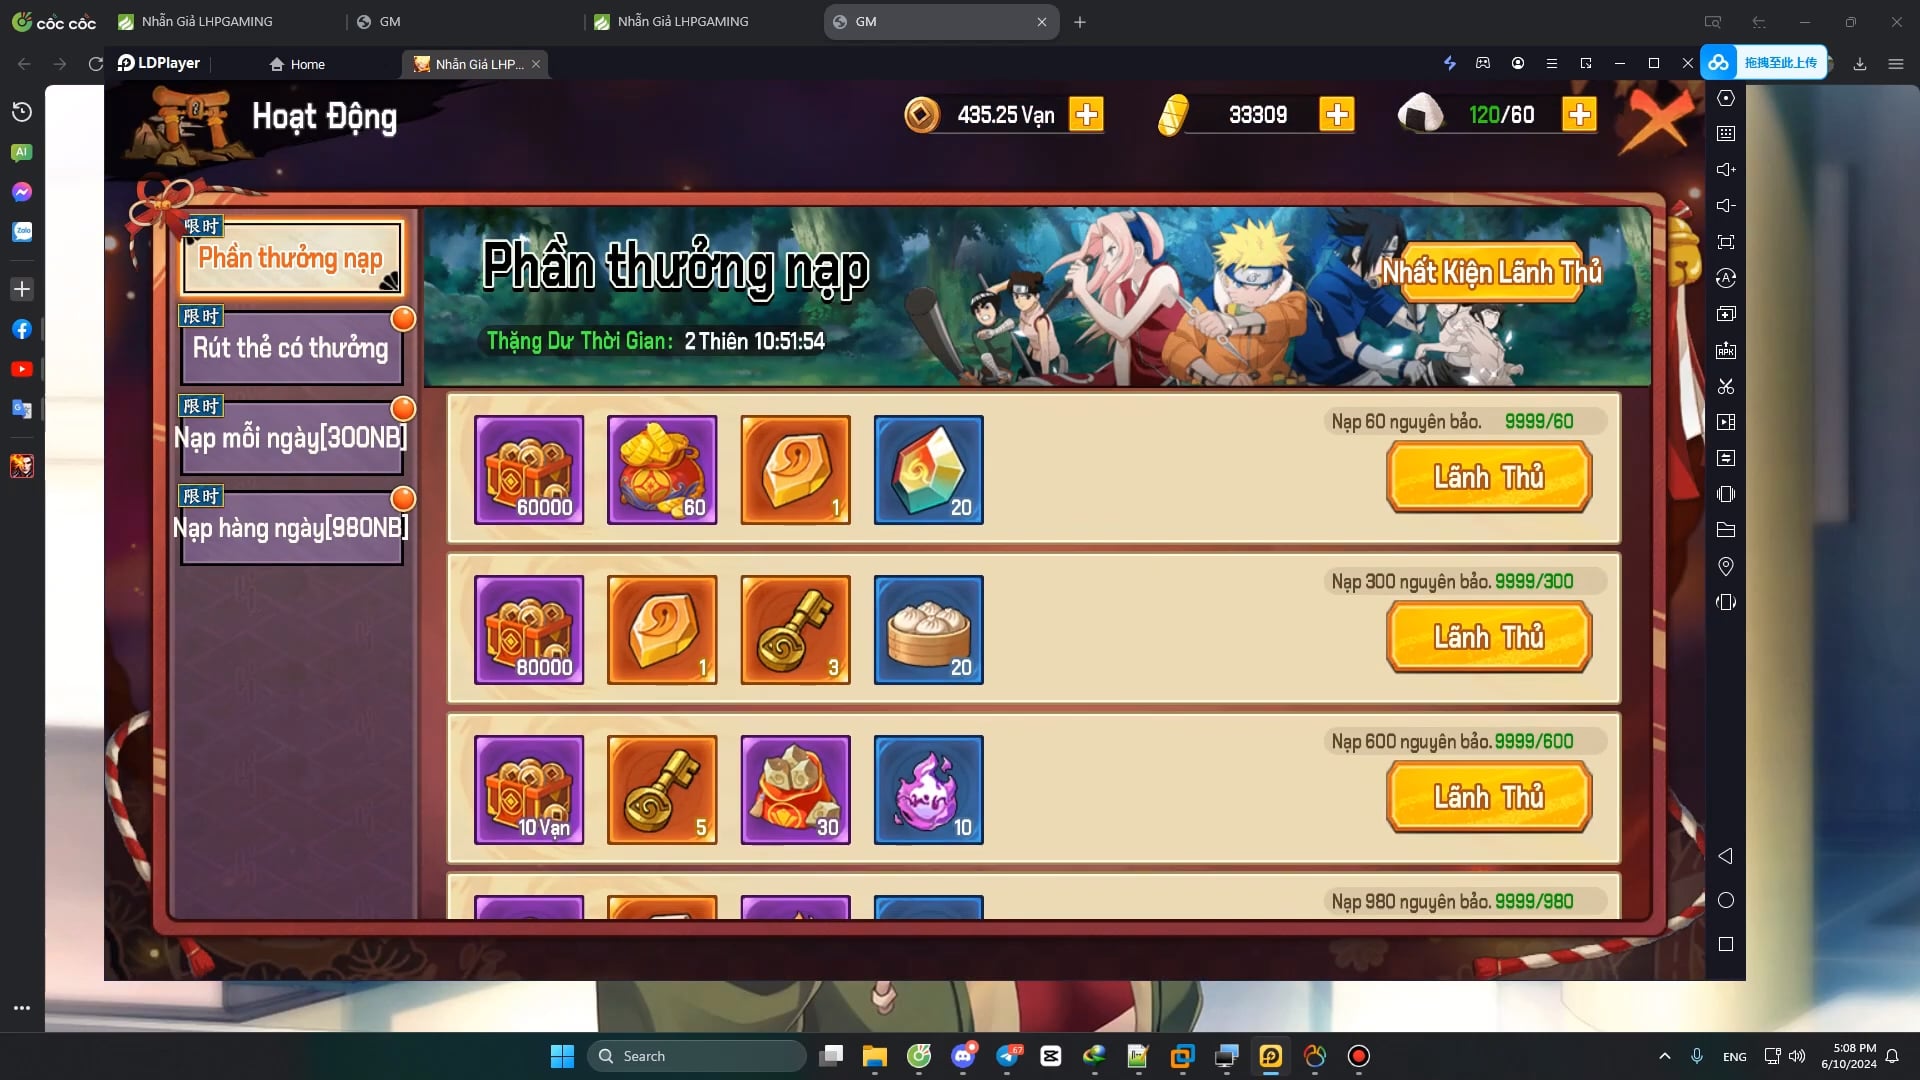 cốc cốc
Nhẫn Giả LHPGAMING
GM
Nhẫn Giả LHPGAMING
GM
LDPlayer
Home
Nhẫn Giả LHP...
拖拽至此上传
AI
Zalo
Hoạt Động
435.25 Vạn
33309
120/60
限时
Phần thưởng nạp
限时
Rút thẻ có thưởng
限时
Nạp mỗi ngày[300NB]
限时
Nạp hàng ngày[980NB]
Phần thưởng nạp
Thặng Dư Thời Gian: 2 Thiên 10:51:54
Nhất Kiện Lãnh Thủ
60000
60
1
20
Nạp 60 nguyên bảo. 9999/60
Lãnh Thủ
80000
1
3
20
Nạp 300 nguyên bảo. 9999/300
Lãnh Thủ
10 Vạn
5
30
10
Nạp 600 nguyên bảo. 9999/600
Lãnh Thủ
Nạp 980 nguyên bảo. 9999/980
APK
Search
67
ENG
5:08 PM
6/10/2024